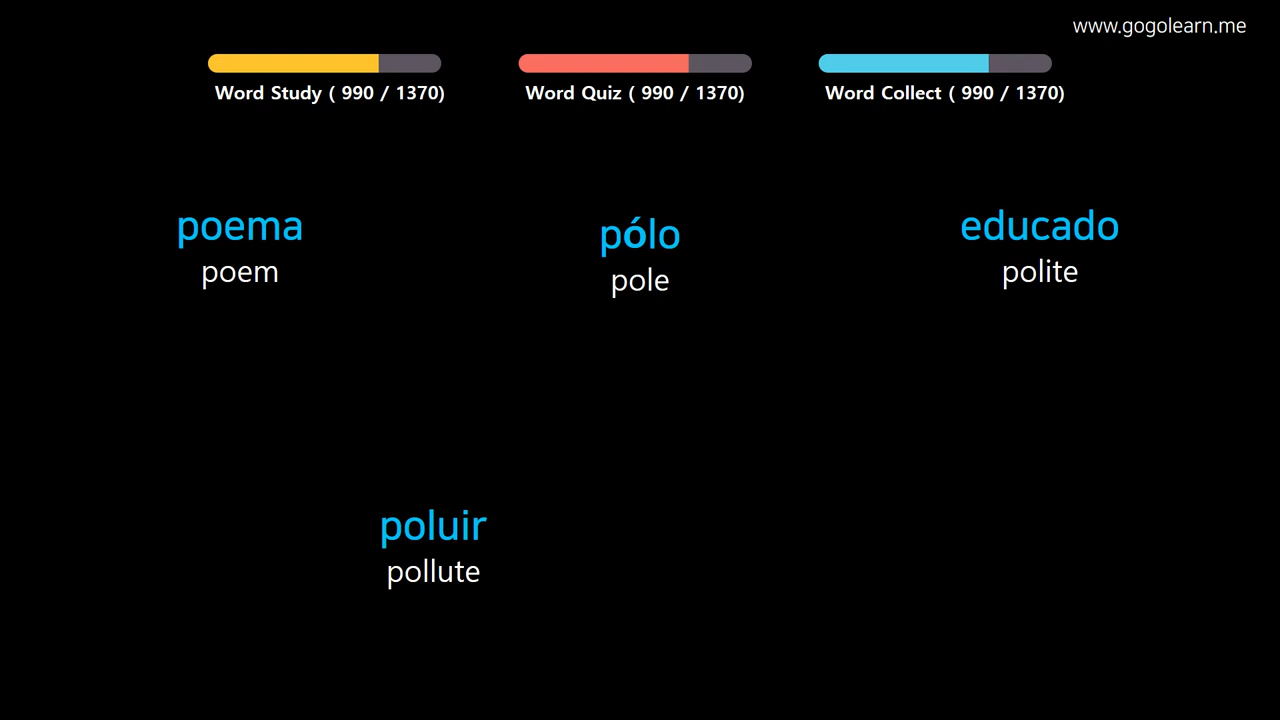 www.gogolearn.me
Word Study ( 990 / 1370)
Word Quiz ( 990 / 1370)
Word Collect ( 990 / 1370)
poema
poem
pólo
pole
educado
polite
poluir
pollute